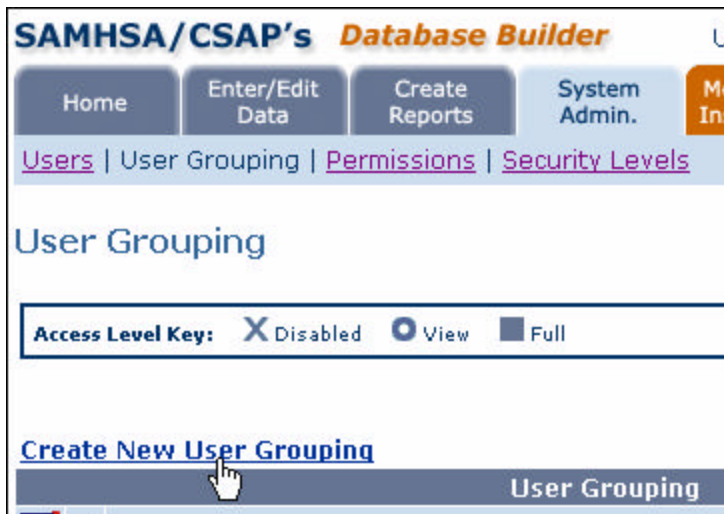 SAMHSA/CSAP's Database Builder
Home
Enter/Edit Data
Create Reports
System Admin.
Users | User Grouping | Permissions | Security Levels
User Grouping
Access Level Key: X Disabled View Full
Create New User Grouping
User Grouping